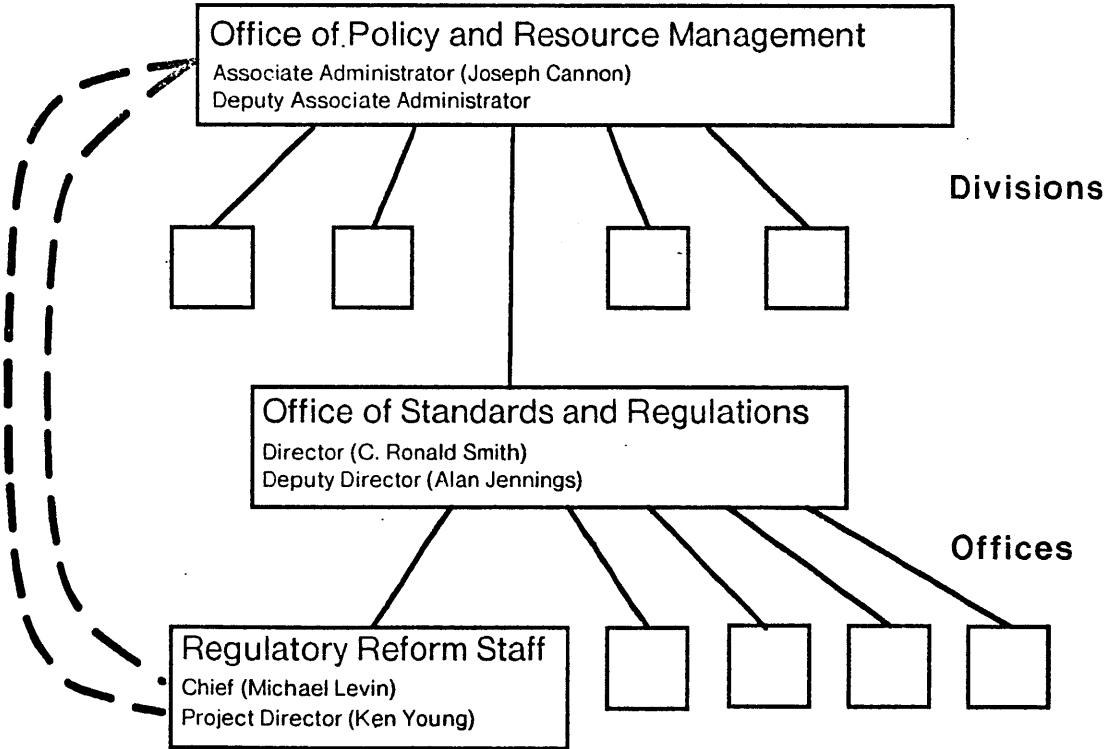 Office of Policy and Resource Management
Associate Administrator (Joseph Cannon)
Deputy Associate Administrator
Divisions
Office of Standards and Regulations
Director (C. Ronald Smith)
Deputy Director (Alan Jennings)
Offices
Regulatory Reform Staff
Chief (Michael Levin)
Project Director (Ken Young)